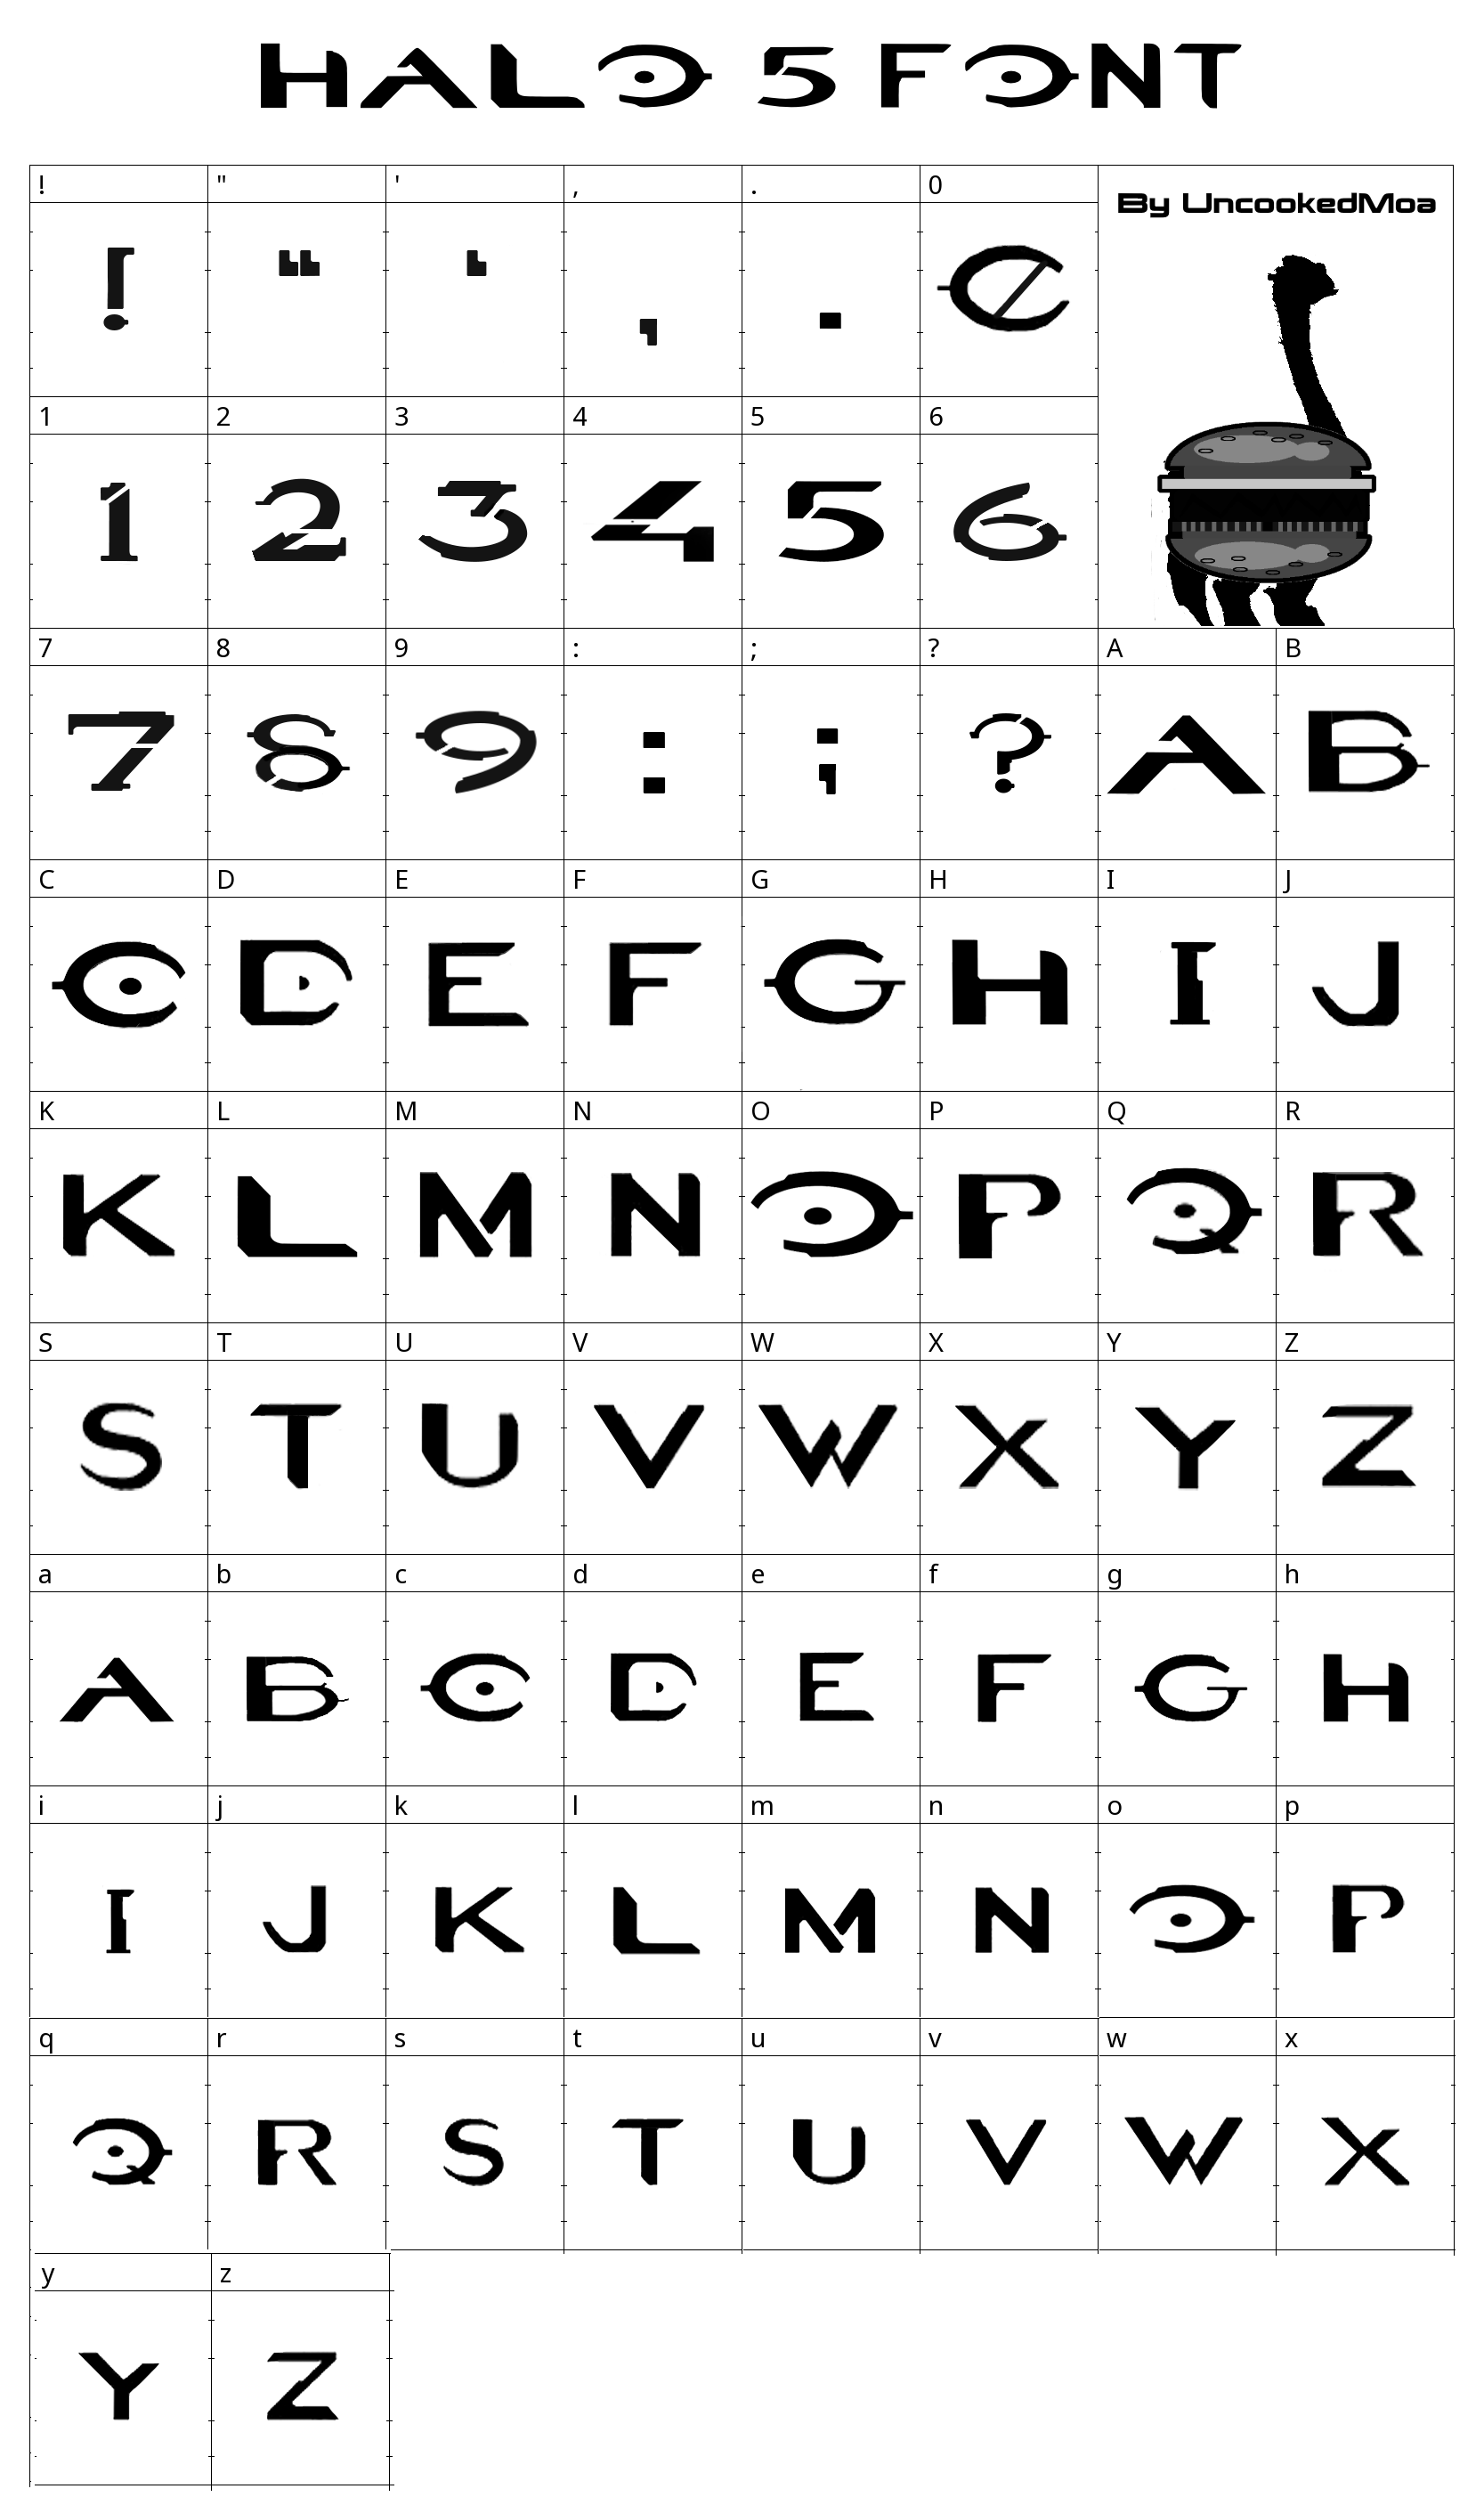 HALO 5 FONT
! " ' , . 0
By UncookedMoa
! " ' , . 0
1 2 3 4 5 6
1 2 3 4 5 6
7 8 9 : ; ? A B
7 8 9 : ; ? A B
C D E F G H I J
C D E F G H I J
K L M N O P Q R
K L M N O P Q R
S T U V W X Y Z
S T U V W X Y Z
a b c d e f g h
A B C D E F G H
i j k l m n o p
I J K L M N O P
q r s t u v w x
Q R S T U V W X
y z
Y Z